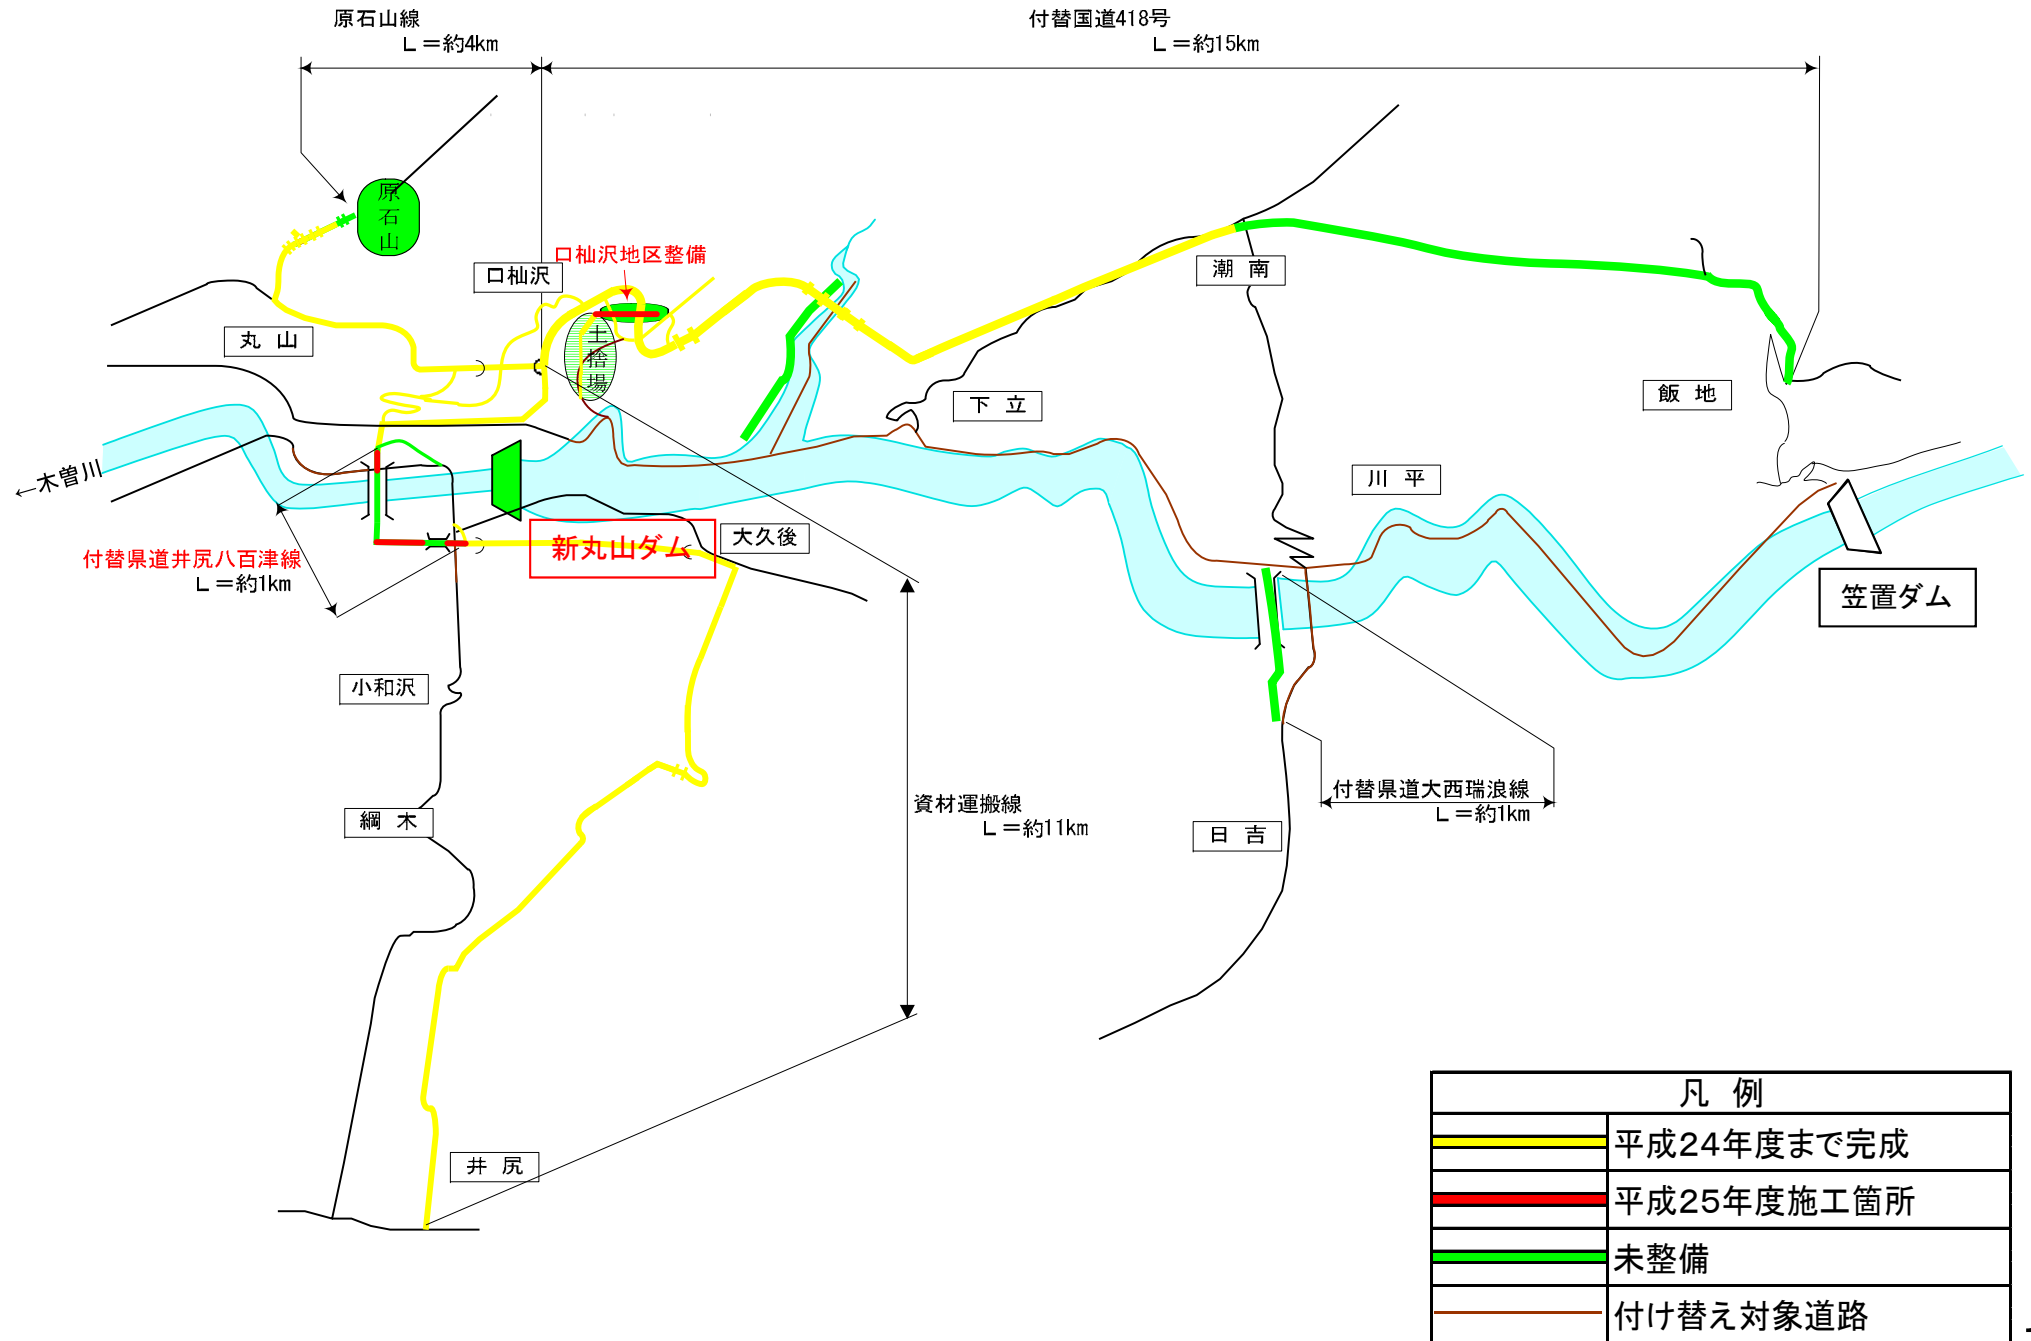 原石山線
L=約4km
付替国道418号
L=約15km
原石山
口杣沢地区整備
口杣沢
潮南
丸山
土捨場
飯地
下立
←木曽川
川平
新丸山ダム
大久後
付替県道井尻八百津線
L=約1km
笠置ダム
小和沢
付替県道大西瑞浪線
L=約1km
資材運搬線
L=約11km
綱木
日吉
井尻
凡例
平成24年度まで完成
平成25年度施工箇所
未整備
付け替え対象道路